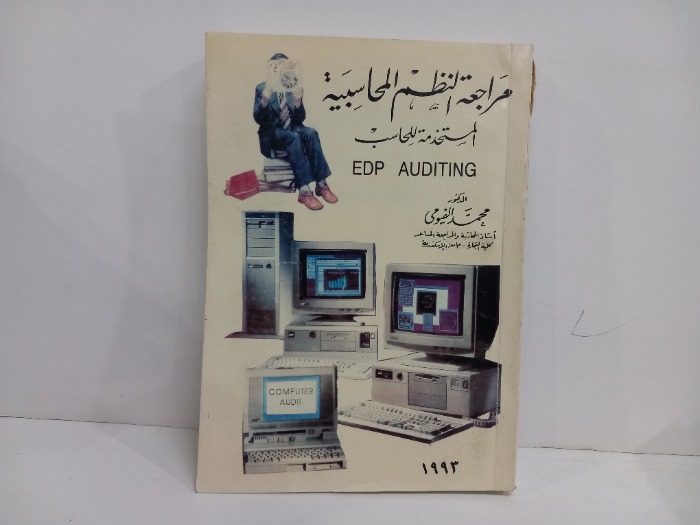 مراجعة النظم المحاسبية
المستخدمة للحاسب
EDP AUDITING
الدكتور
محمد الفيومى
أستاذ المحاسبة والمراجعة المساعد
كلية التجارة - جامعة الإسكندرية
COMPUTER
AUDIT
١٩٩٣